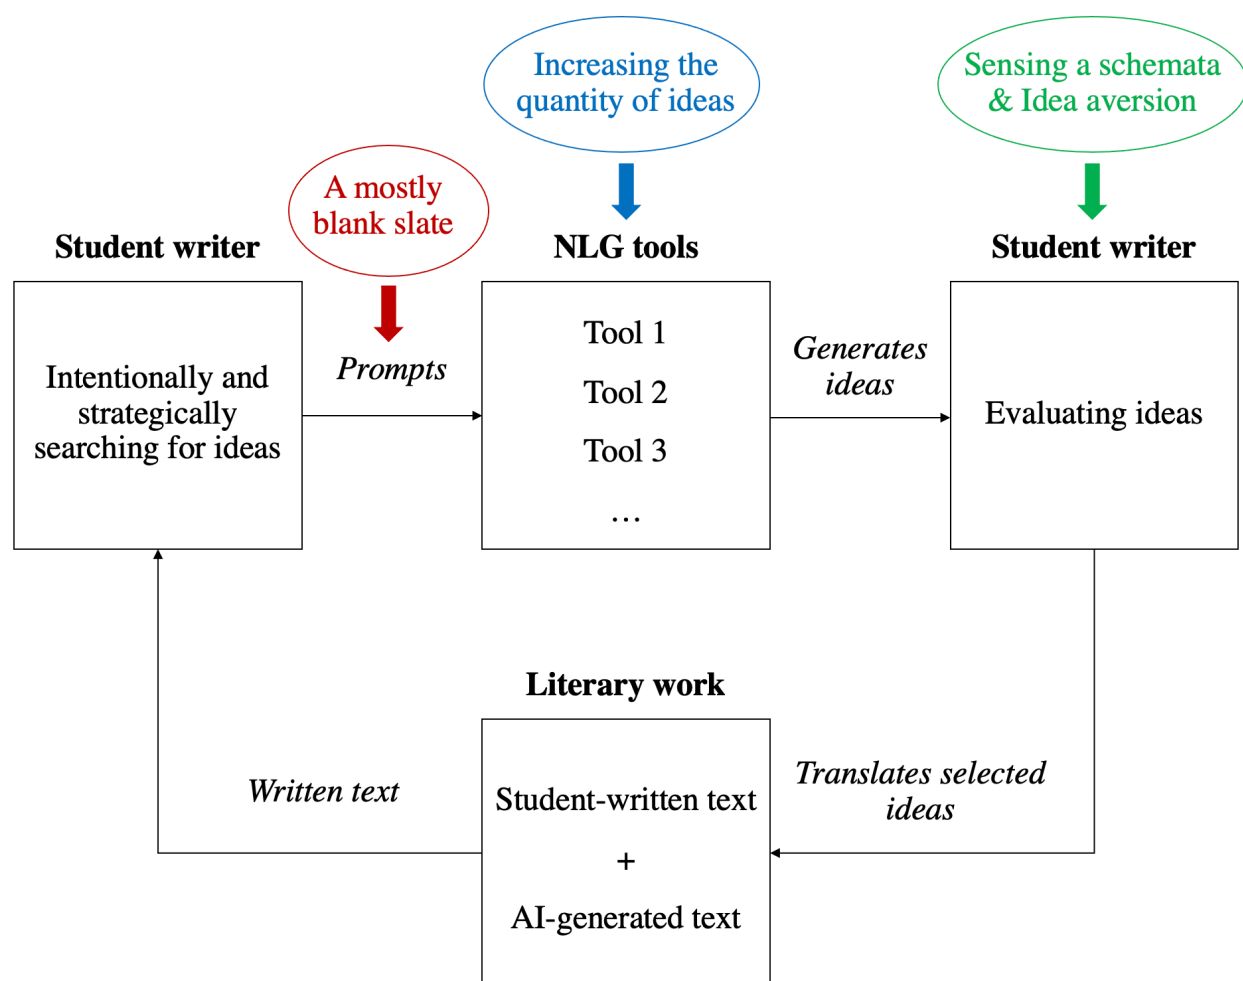 Increasing the
quantity of ideas
Sensing a schemata
& Idea aversion
A mostly
blank slate
Student writer
NLG tools
Student writer
Intentionally and
strategically
searching for ideas
Prompts
Tool 1
Tool 2
Tool 3
…
Generates
ideas
Evaluating ideas
Literary work
Written text
Student-written text
+
AI-generated text
Translates selected
ideas